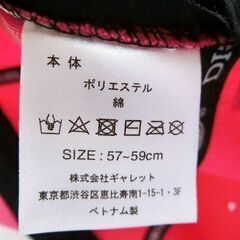 本体
ポリエステル
綿
SIZE : 57~59cm
株式会社ギャレット
東京都渋谷区恵比寿南1-15-1・3F
ベトナム製